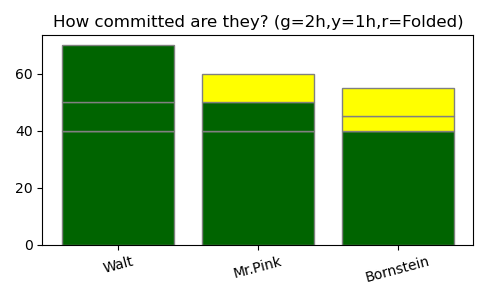 How committed are they? (g=2h,y=1h,r=Folded)
60
40
20
0
Walt
Mr.Pink
Bornstein